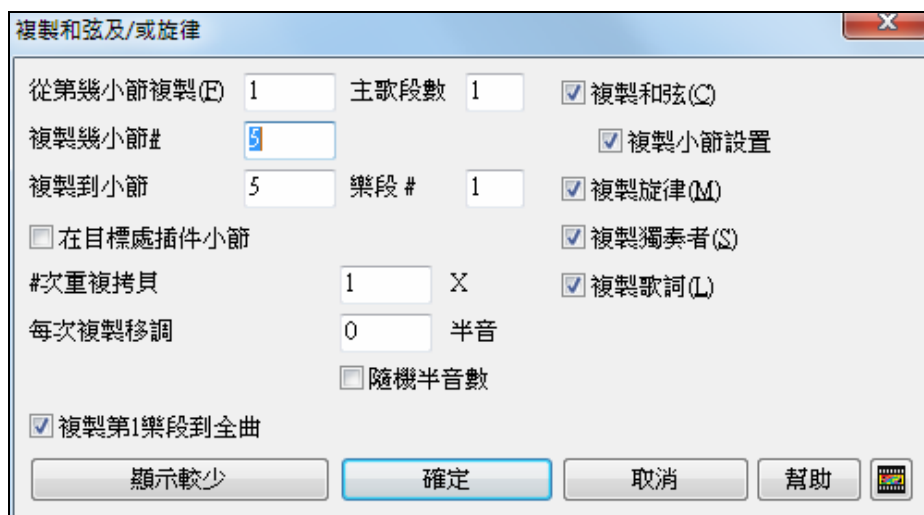 複製和弦及/或旋律
從第幾小節複製(F) 1 主歌段數 1 複製和弦(C)
複製幾小節# 5 複製小節設置
複製到小節 5 樂段 # 1 複製旋律(M)
在目標處插件小節 複製獨奏者(S)
#次重複拷貝 1 X 複製歌詞(L)
每次複製移調 0 半音
隨機半音數
複製第1樂段到全曲
顯示較少 確定 取消 幫助